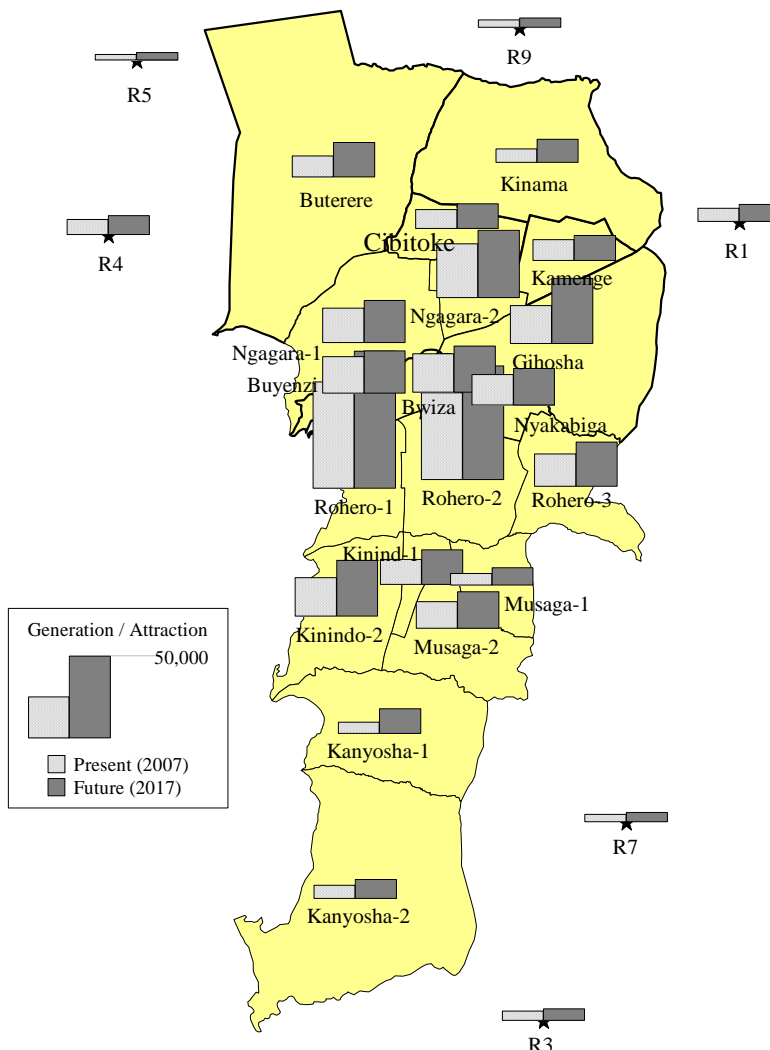 R9
R5
Buterere
Kinama
R4
R1
Cibitoke
Kamenge
Ngagara-2
Ngagara-1
Gihosha
Buyenzi
Bwiza
Nyakabiga
Rohero-1
Rohero-2
Rohero-3
Kinind-1
Musaga-1
Kinindo-2
Musaga-2
Generation / Attraction
50,000
Present (2007)
Future (2017)
Kanyosha-1
R7
Kanyosha-2
R3